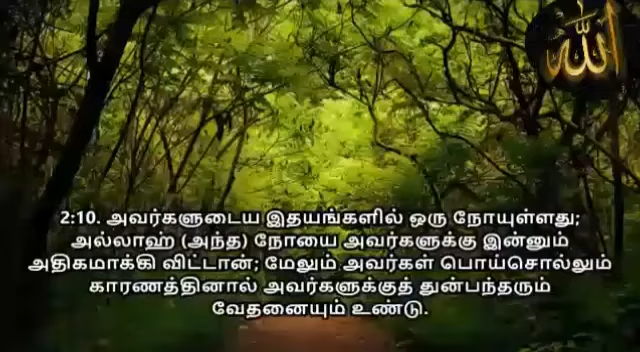 الله
2:10. அவர்களுடைய இதயங்களில் ஒரு நோயுள்ளது;
அல்லாஹ் (அந்த) நோயை அவர்களுக்கு இன்னும்
அதிகமாக்கி விட்டான்; மேலும் அவர்கள் பொய்சொல்லும்
காரணத்தினால் அவர்களுக்குத் துன்பந்தரும்
வேதனையும் உண்டு.